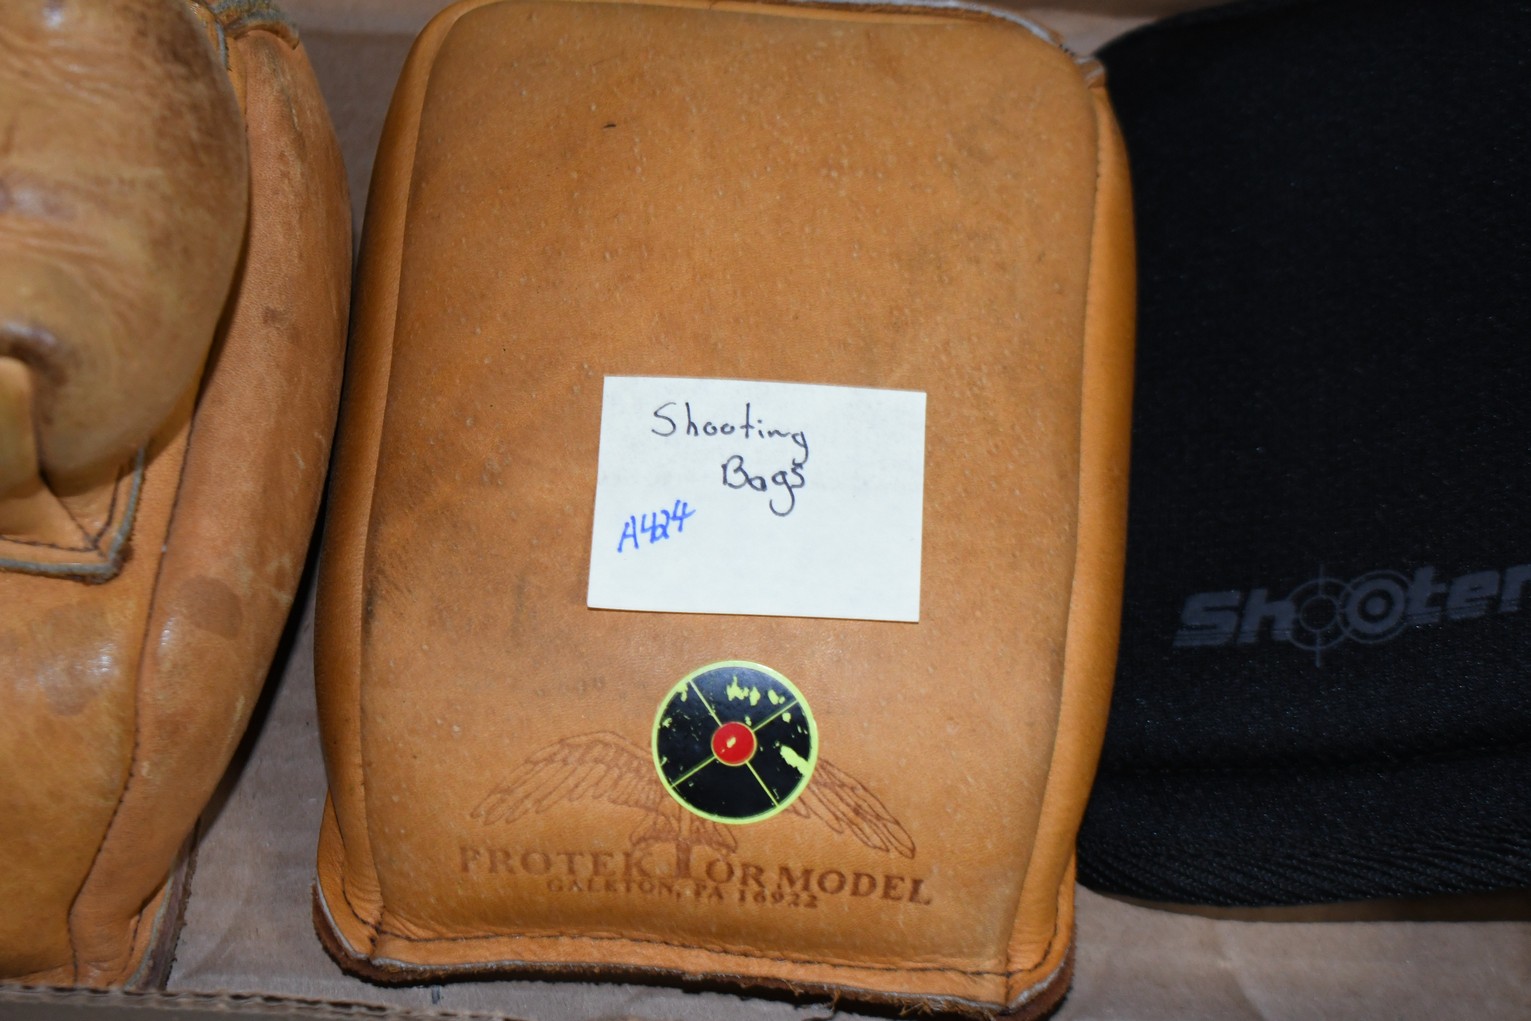 Shooting
Bags
A424
PROTEKTOR MODEL
GALETON, PA 16922
Shooter